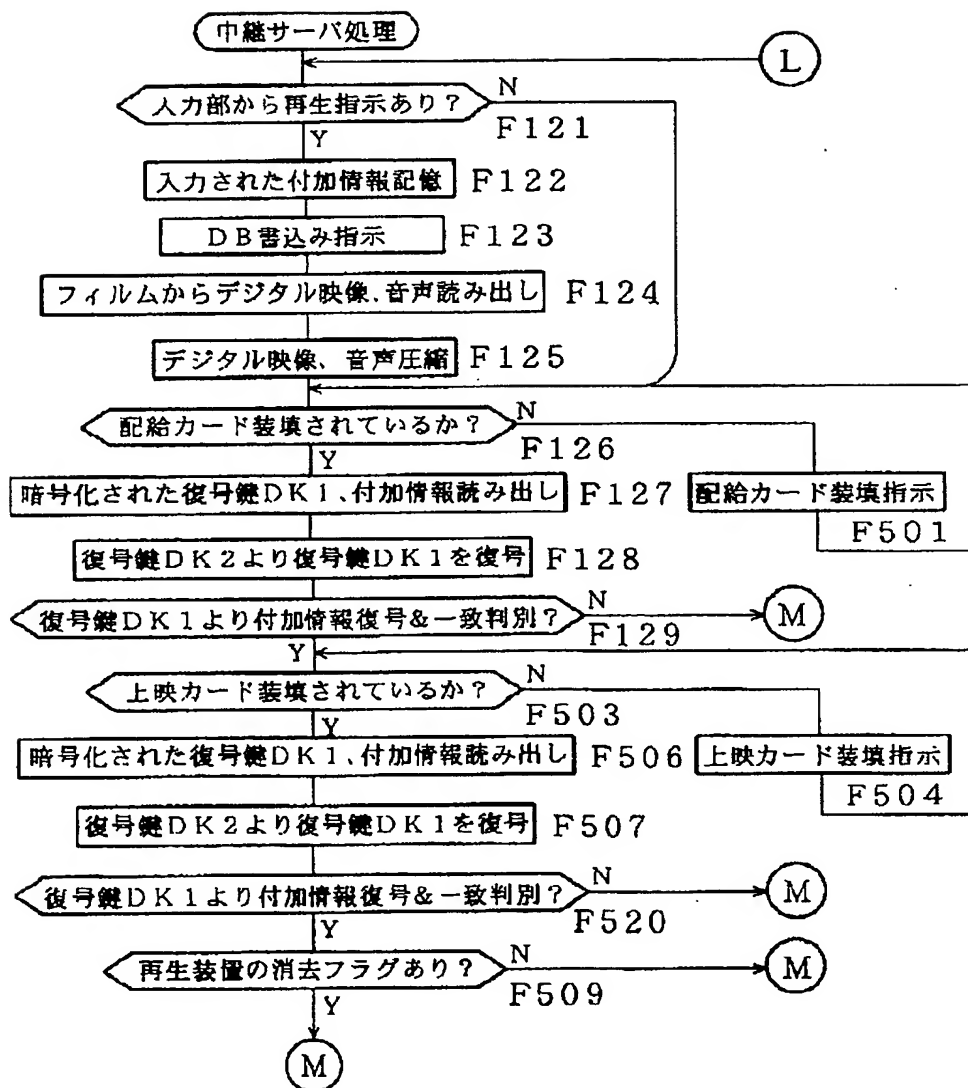 中継サーバ処理
L
入力部から再生指示あり？
N
F121
Y
入力された付加情報記憶
F122
DB書込み指示
F123
フィルムからデジタル映像、音声読み出し
F124
デジタル映像、音声圧縮
F125
配給カード装填されているか？
N
F126
Y
暗号化された復号鍵DK1、付加情報読み出し
F127
配給カード装填指示
F501
復号鍵DK2より復号鍵DK1を復号
F128
復号鍵DK1より付加情報復号&一致判別？
N
M
F129
Y
上映カード装填されているか？
N
F503
Y
暗号化された復号鍵DK1、付加情報読み出し
F506
上映カード装填指示
F504
復号鍵DK2より復号鍵DK1を復号
F507
復号鍵DK1より付加情報復号&一致判別？
N
M
F520
Y
再生装置の消去フラグあり？
N
M
F509
Y
M